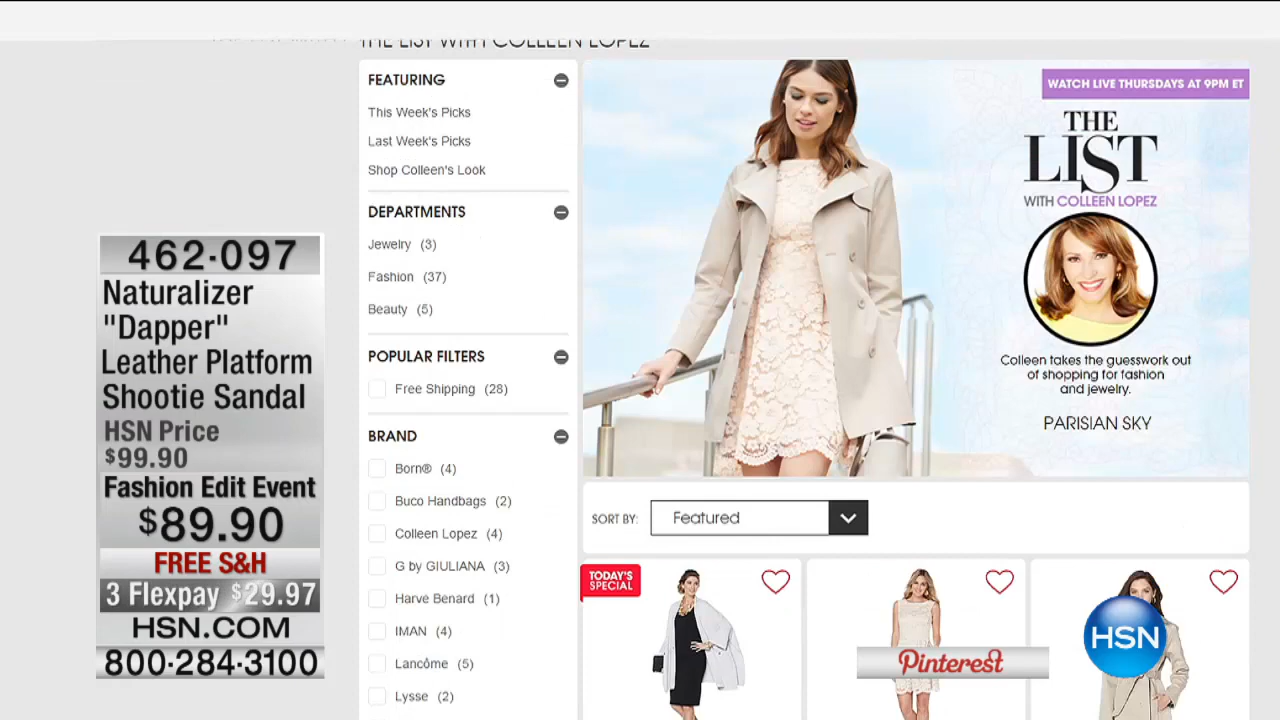 THE LIST WITH COLLEEN LOPEZ
FEATURING
This Week's Picks
Last Week's Picks
Shop Colleen's Look
DEPARTMENTS
Jewelry (3)
Fashion (37)
Beauty (5)
POPULAR FILTERS
Free Shipping (28)
BRAND
Born® (4)
Buco Handbags (2)
Colleen Lopez (4)
G by GIULIANA (3)
Harve Benard (1)
IMAN (4)
Lancôme (5)
Lysse (2)
WATCH LIVE THURSDAYS AT 9PM ET
THE
LIST
WITH COLLEEN LOPEZ
Colleen takes the guesswork out
of shopping for fashion
and jewelry.
PARISIAN SKY
SORT BY: Featured
TODAY'S
SPECIAL
462-097
Naturalizer
"Dapper"
Leather Platform
Shootie Sandal
HSN Price
$99.90
Fashion Edit Event
$89.90
FREE S&H
3 Flexpay $29.97
HSN.COM
800-284-3100
Pinterest
HSN